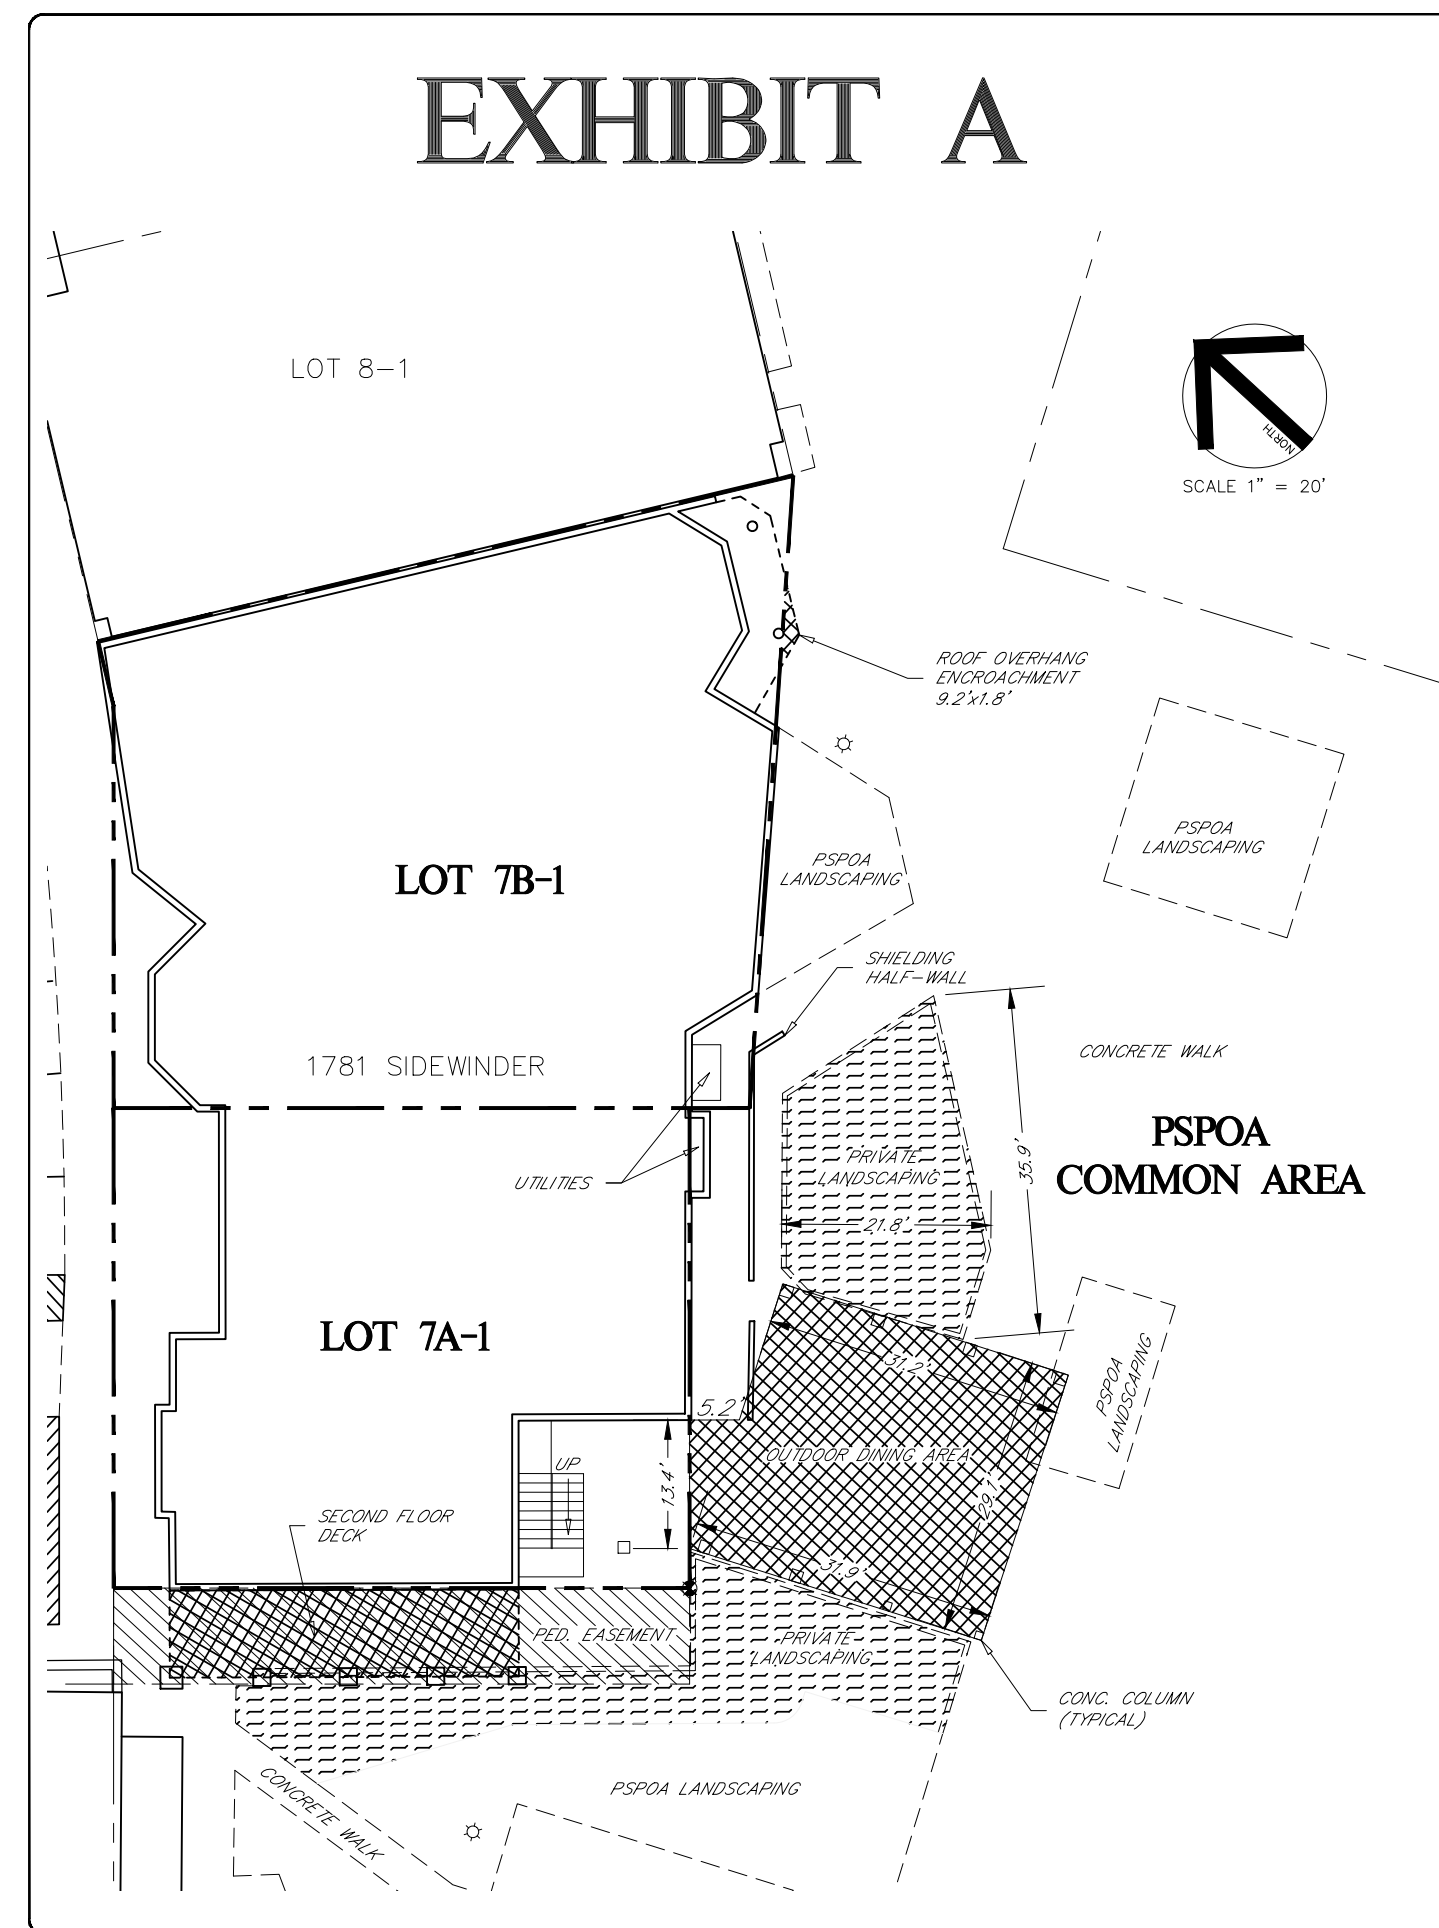 EXHIBIT A
LOT 8-1
NORTH
SCALE 1" = 20'
ROOF OVERHANG
ENCROACHMENT
9.2'x1.8'
PSPOA
LANDSCAPING
LOT 7B-1
PSPOA
LANDSCAPING
SHIELDING
HALF-WALL
CONCRETE WALK
1781 SIDEWINDER
PSPOA
COMMON AREA
35.9'
PRIVATE
LANDSCAPING
UTILITIES
21.8'
LOT 7A-1
31.2'
PSPOA
LANDSCAPING
5.2'
OUTDOOR DINING AREA
UP
13.4'
29.1'
SECOND FLOOR
DECK
31.9'
PED. EASEMENT
PRIVATE
LANDSCAPING
CONC. COLUMN
(TYPICAL)
PSPOA LANDSCAPING
CONCRETE WALK